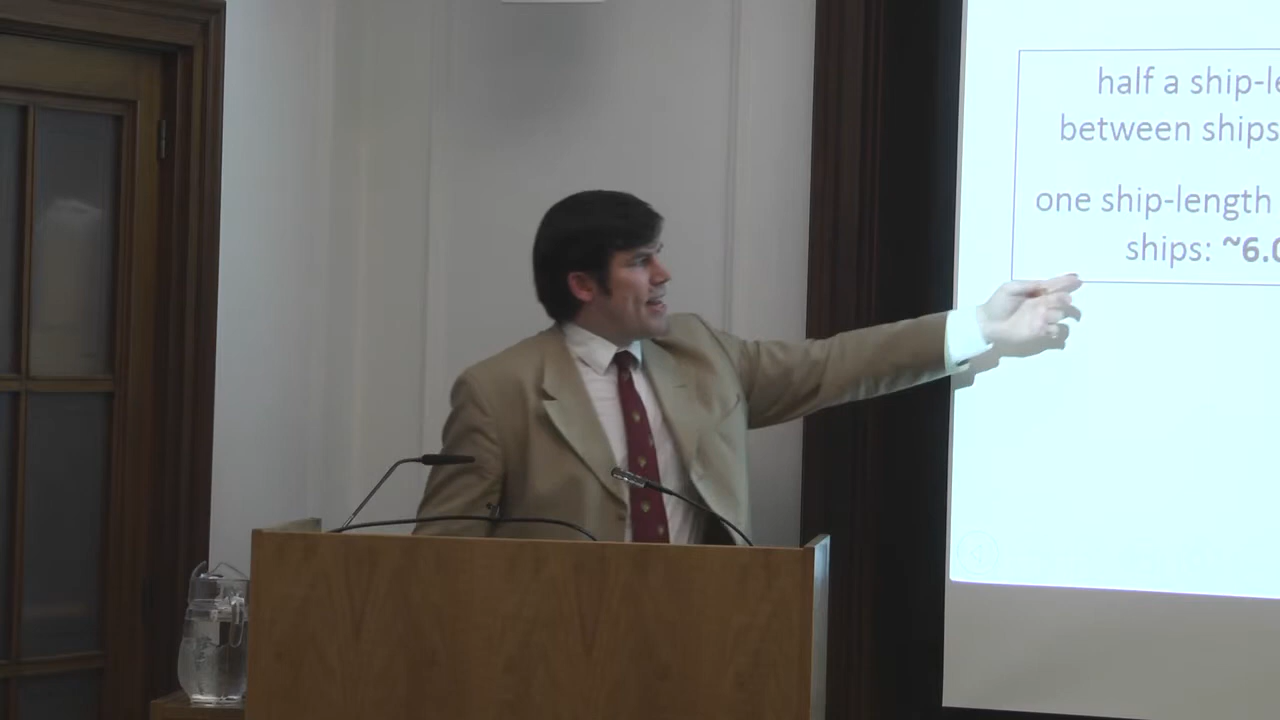 half a ship-le
between ships
one ship-length
ships: ~6.0